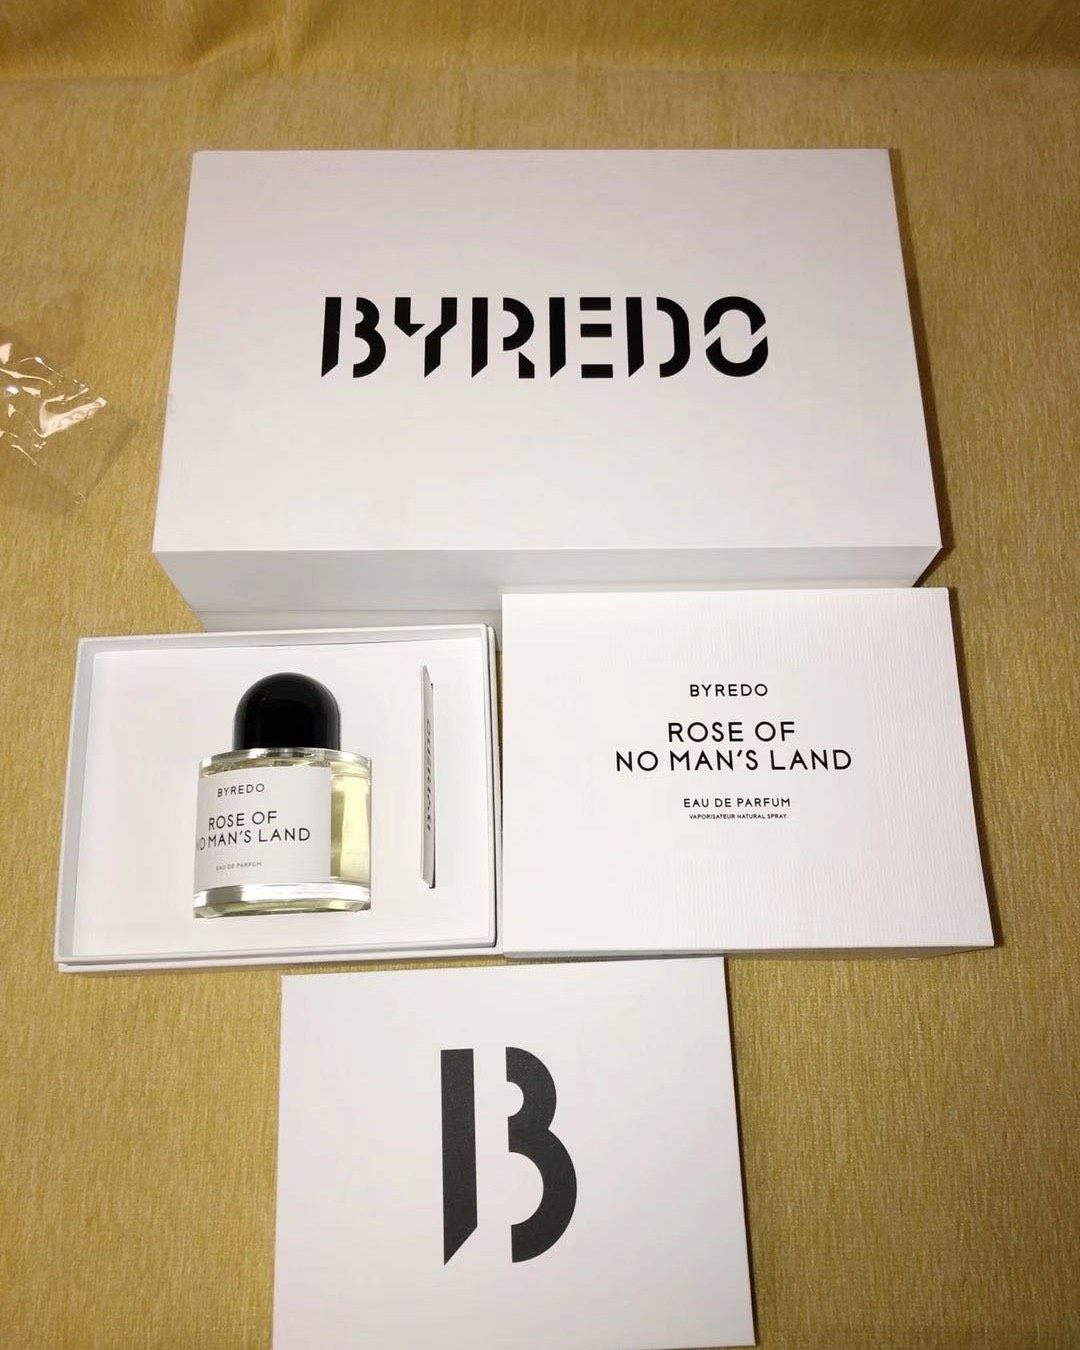 BYREDO
BYREDO
ROSE OF
NO MAN'S LAND
EAU DE PARFUM
BYREDO
ROSE OF
NO MAN'S LAND
EAU DE PARFUM
VAPORISATEUR NATURAL SPRAY
B